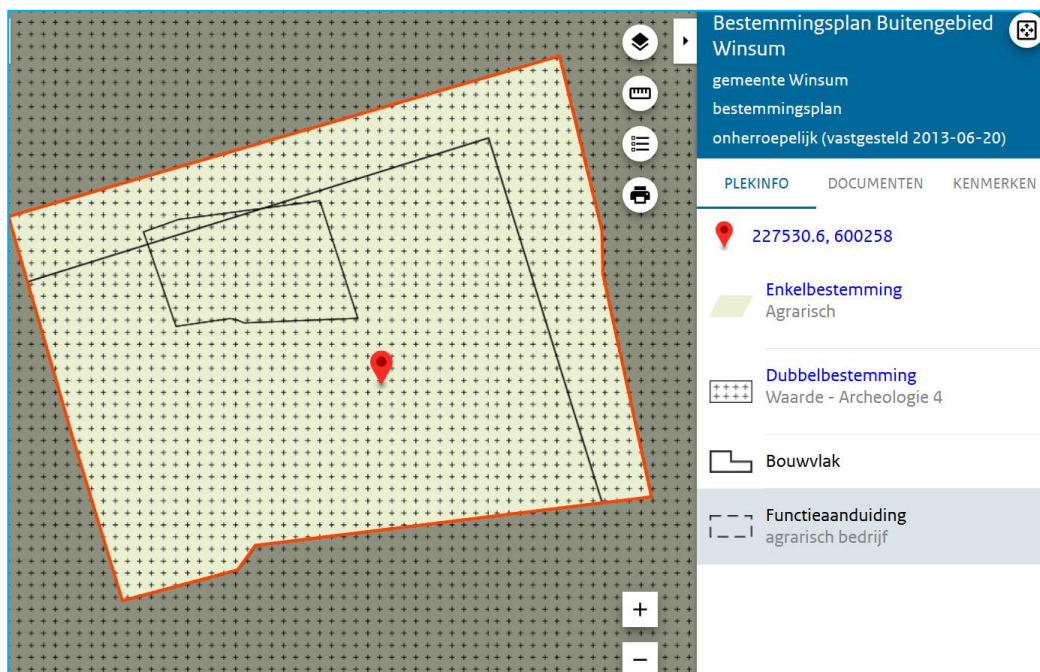 Bestemmingsplan Buitengebied
Winsum
gemeente Winsum
bestemmingsplan
onherroepelijk (vastgesteld 2013-06-20)
PLEKINFO DOCUMENTEN KENMERKEN
227530.6, 600258
Enkelbestemming
Agrarisch
Dubbelbestemming
Waarde - Archeologie 4
Bouwvlak
Functieaanduiding
agrarisch bedrijf